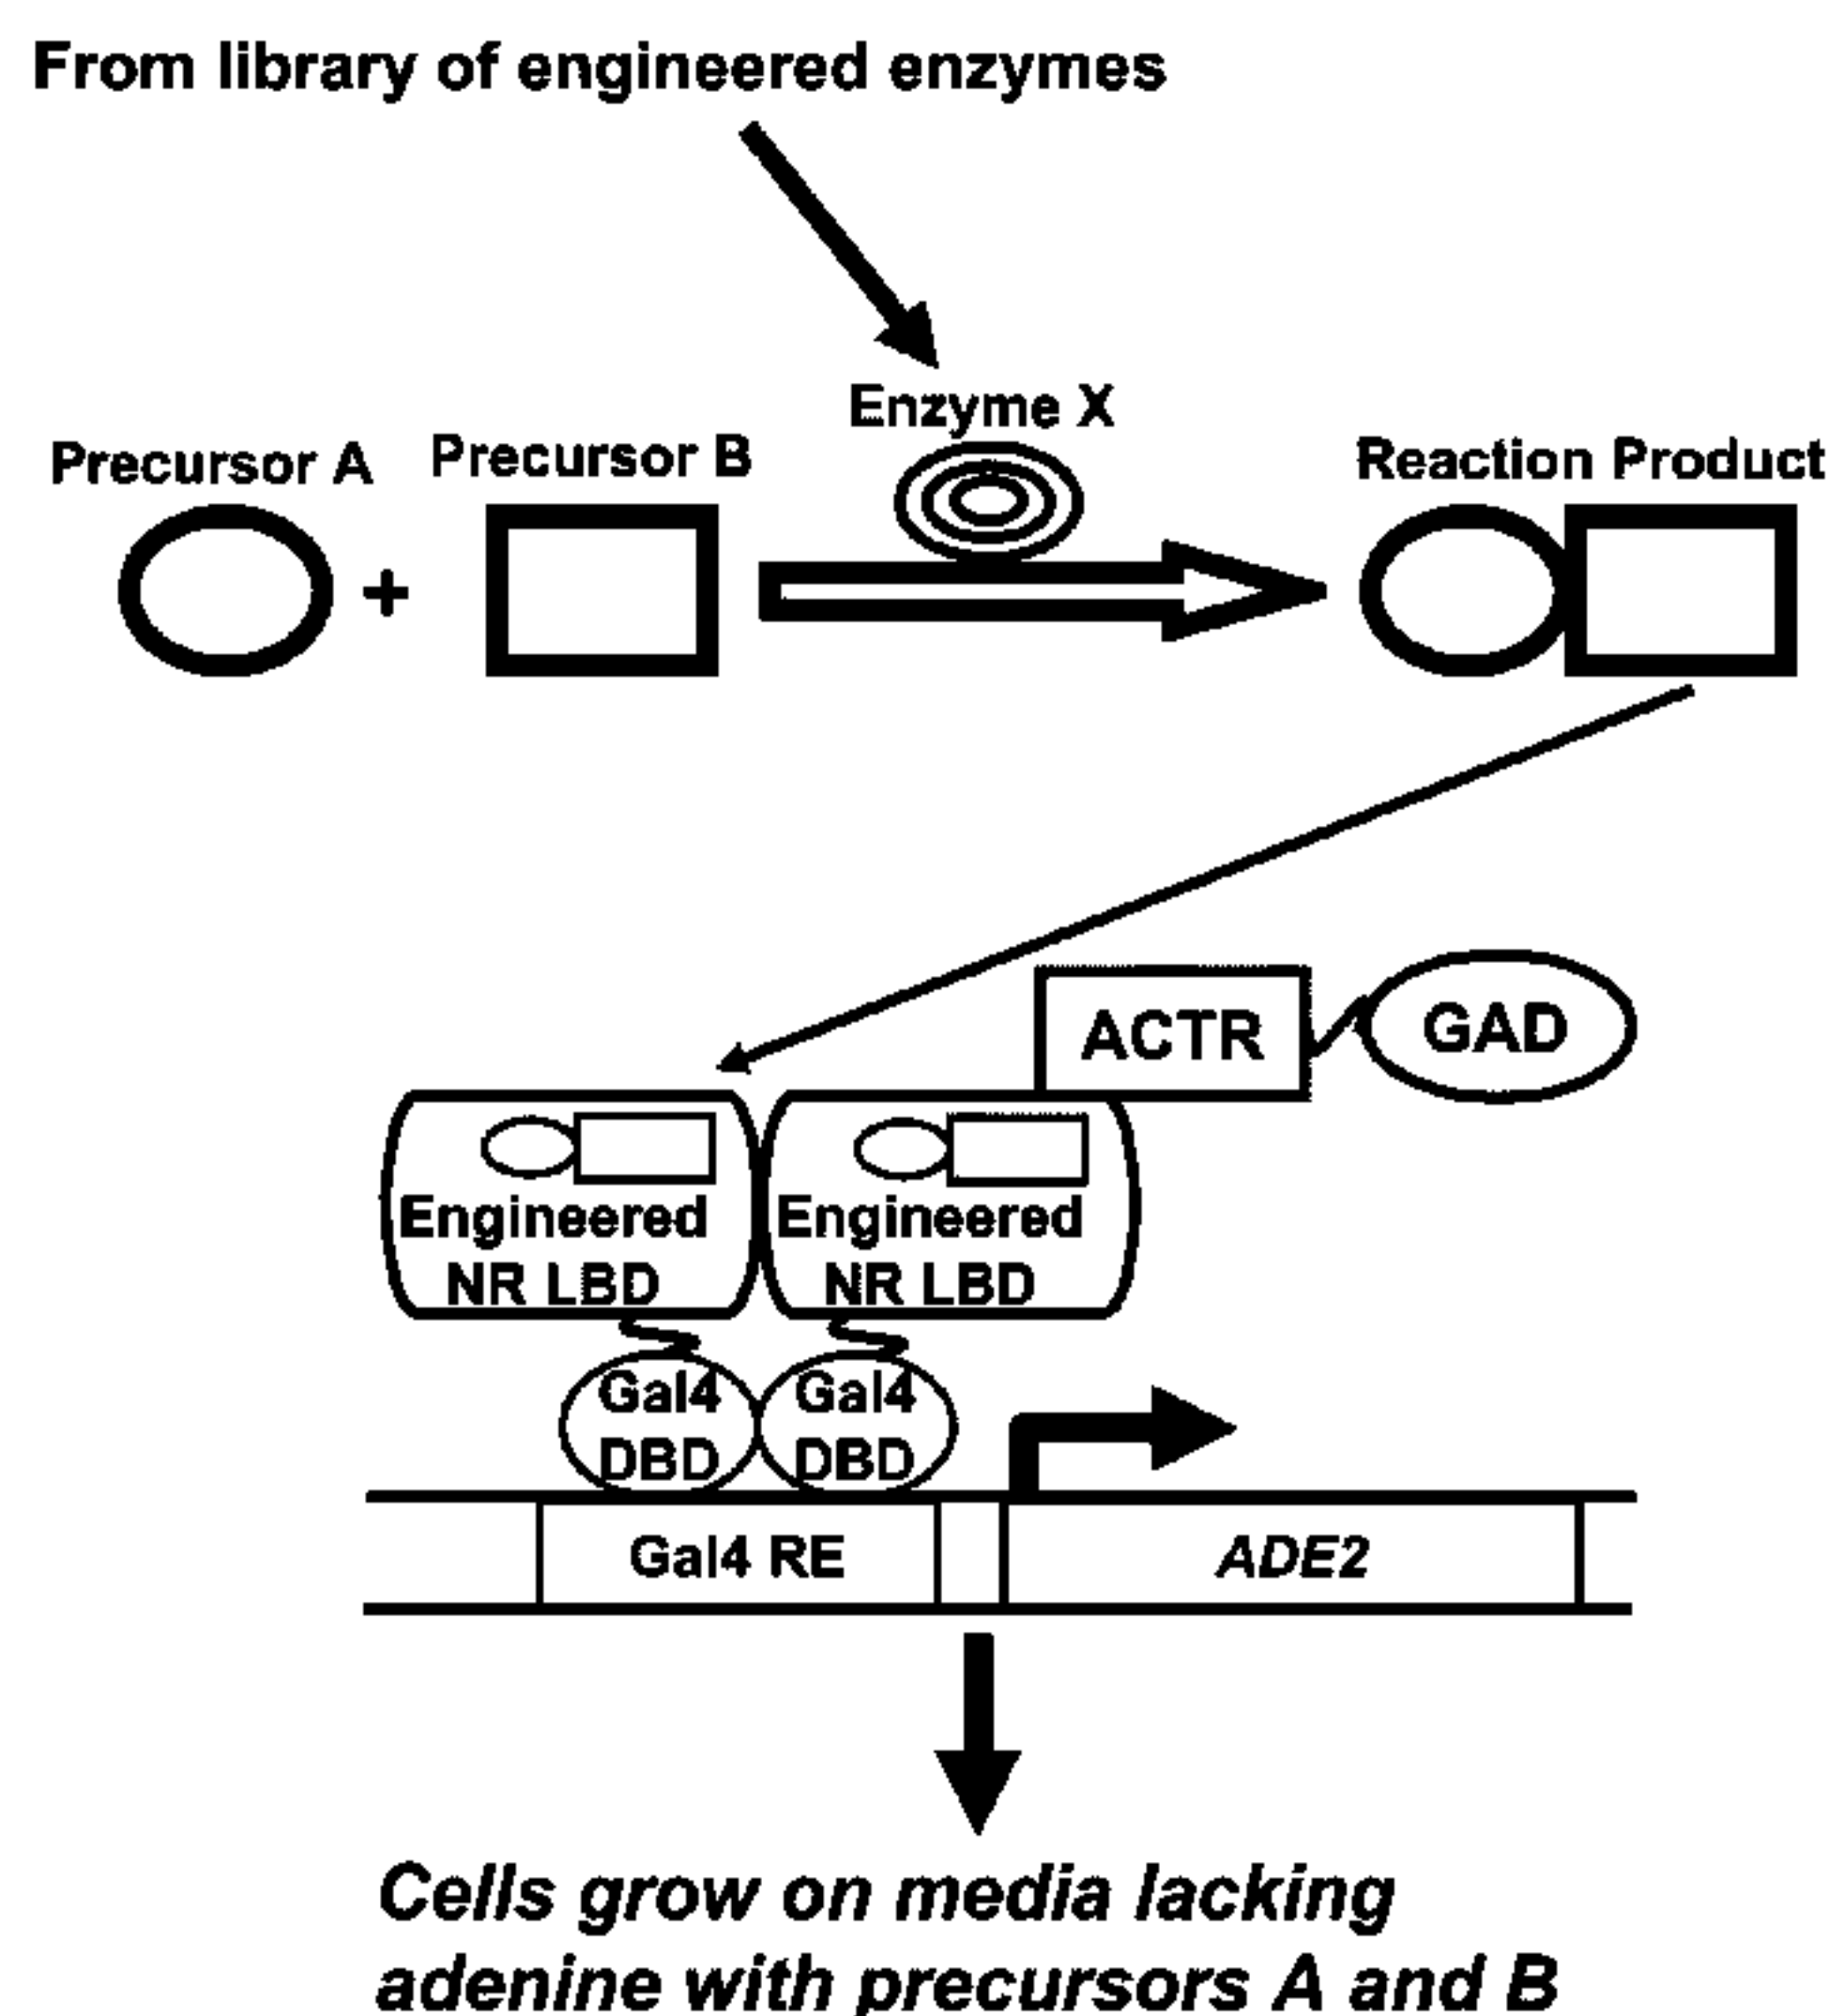 From library of engineered enzymes
Enzyme X
Precursor A
+
Precursor B
Reaction Product
ACTR
GAD
Engineered
NR LBD
Engineered
NR LBD
Gal4
DBD
Gal4
DBD
Gal4 RE
ADE2
Cells grow on media lacking
adenine with precursors A and B